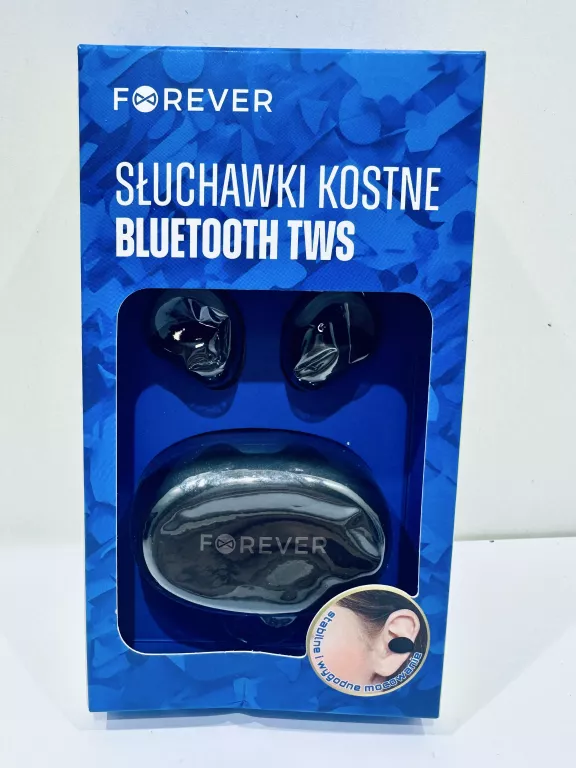 FOREVER
SŁUCHAWKI KOSTNE
BLUETOOTH TWS
FOREVER
stabilne i wygodne mocowanie